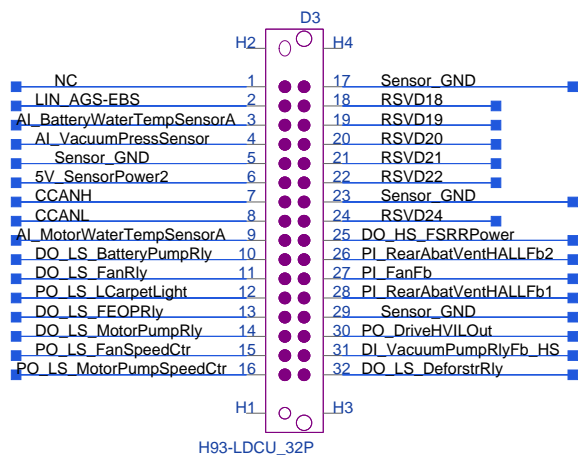 D3
H2 H4
NC 1 17 Sensor_GND
LIN_AGS-EBS 2 18 RSVD18
AI_BatteryWaterTempSensorA 3 19 RSVD19
AI_VacuumPressSensor 4 20 RSVD20
Sensor_GND 5 21 RSVD21
5V_SensorPower2 6 22 RSVD22
CCANH 7 23 Sensor_GND
CCANL 8 24 RSVD24
AI_MotorWaterTempSensorA 9 25 DO_HS_FSRRPower
DO_LS_BatteryPumpRly 10 26 PI_RearAbatVentHALLFb2
DO_LS_FanRly 11 27 PI_FanFb
PO_LS_LCarpetLight 12 28 PI_RearAbatVentHALLFb1
DO_LS_FEOPRly 13 29 Sensor_GND
DO_LS_MotorPumpRly 14 30 PO_DriveHVILOut
PO_LS_FanSpeedCtr 15 31 DI_VacuumPumpRlyFb_HS
PO_LS_MotorPumpSpeedCtr 16 32 DO_LS_DeforstrRly
H1 H3
H93-LDCU_32P